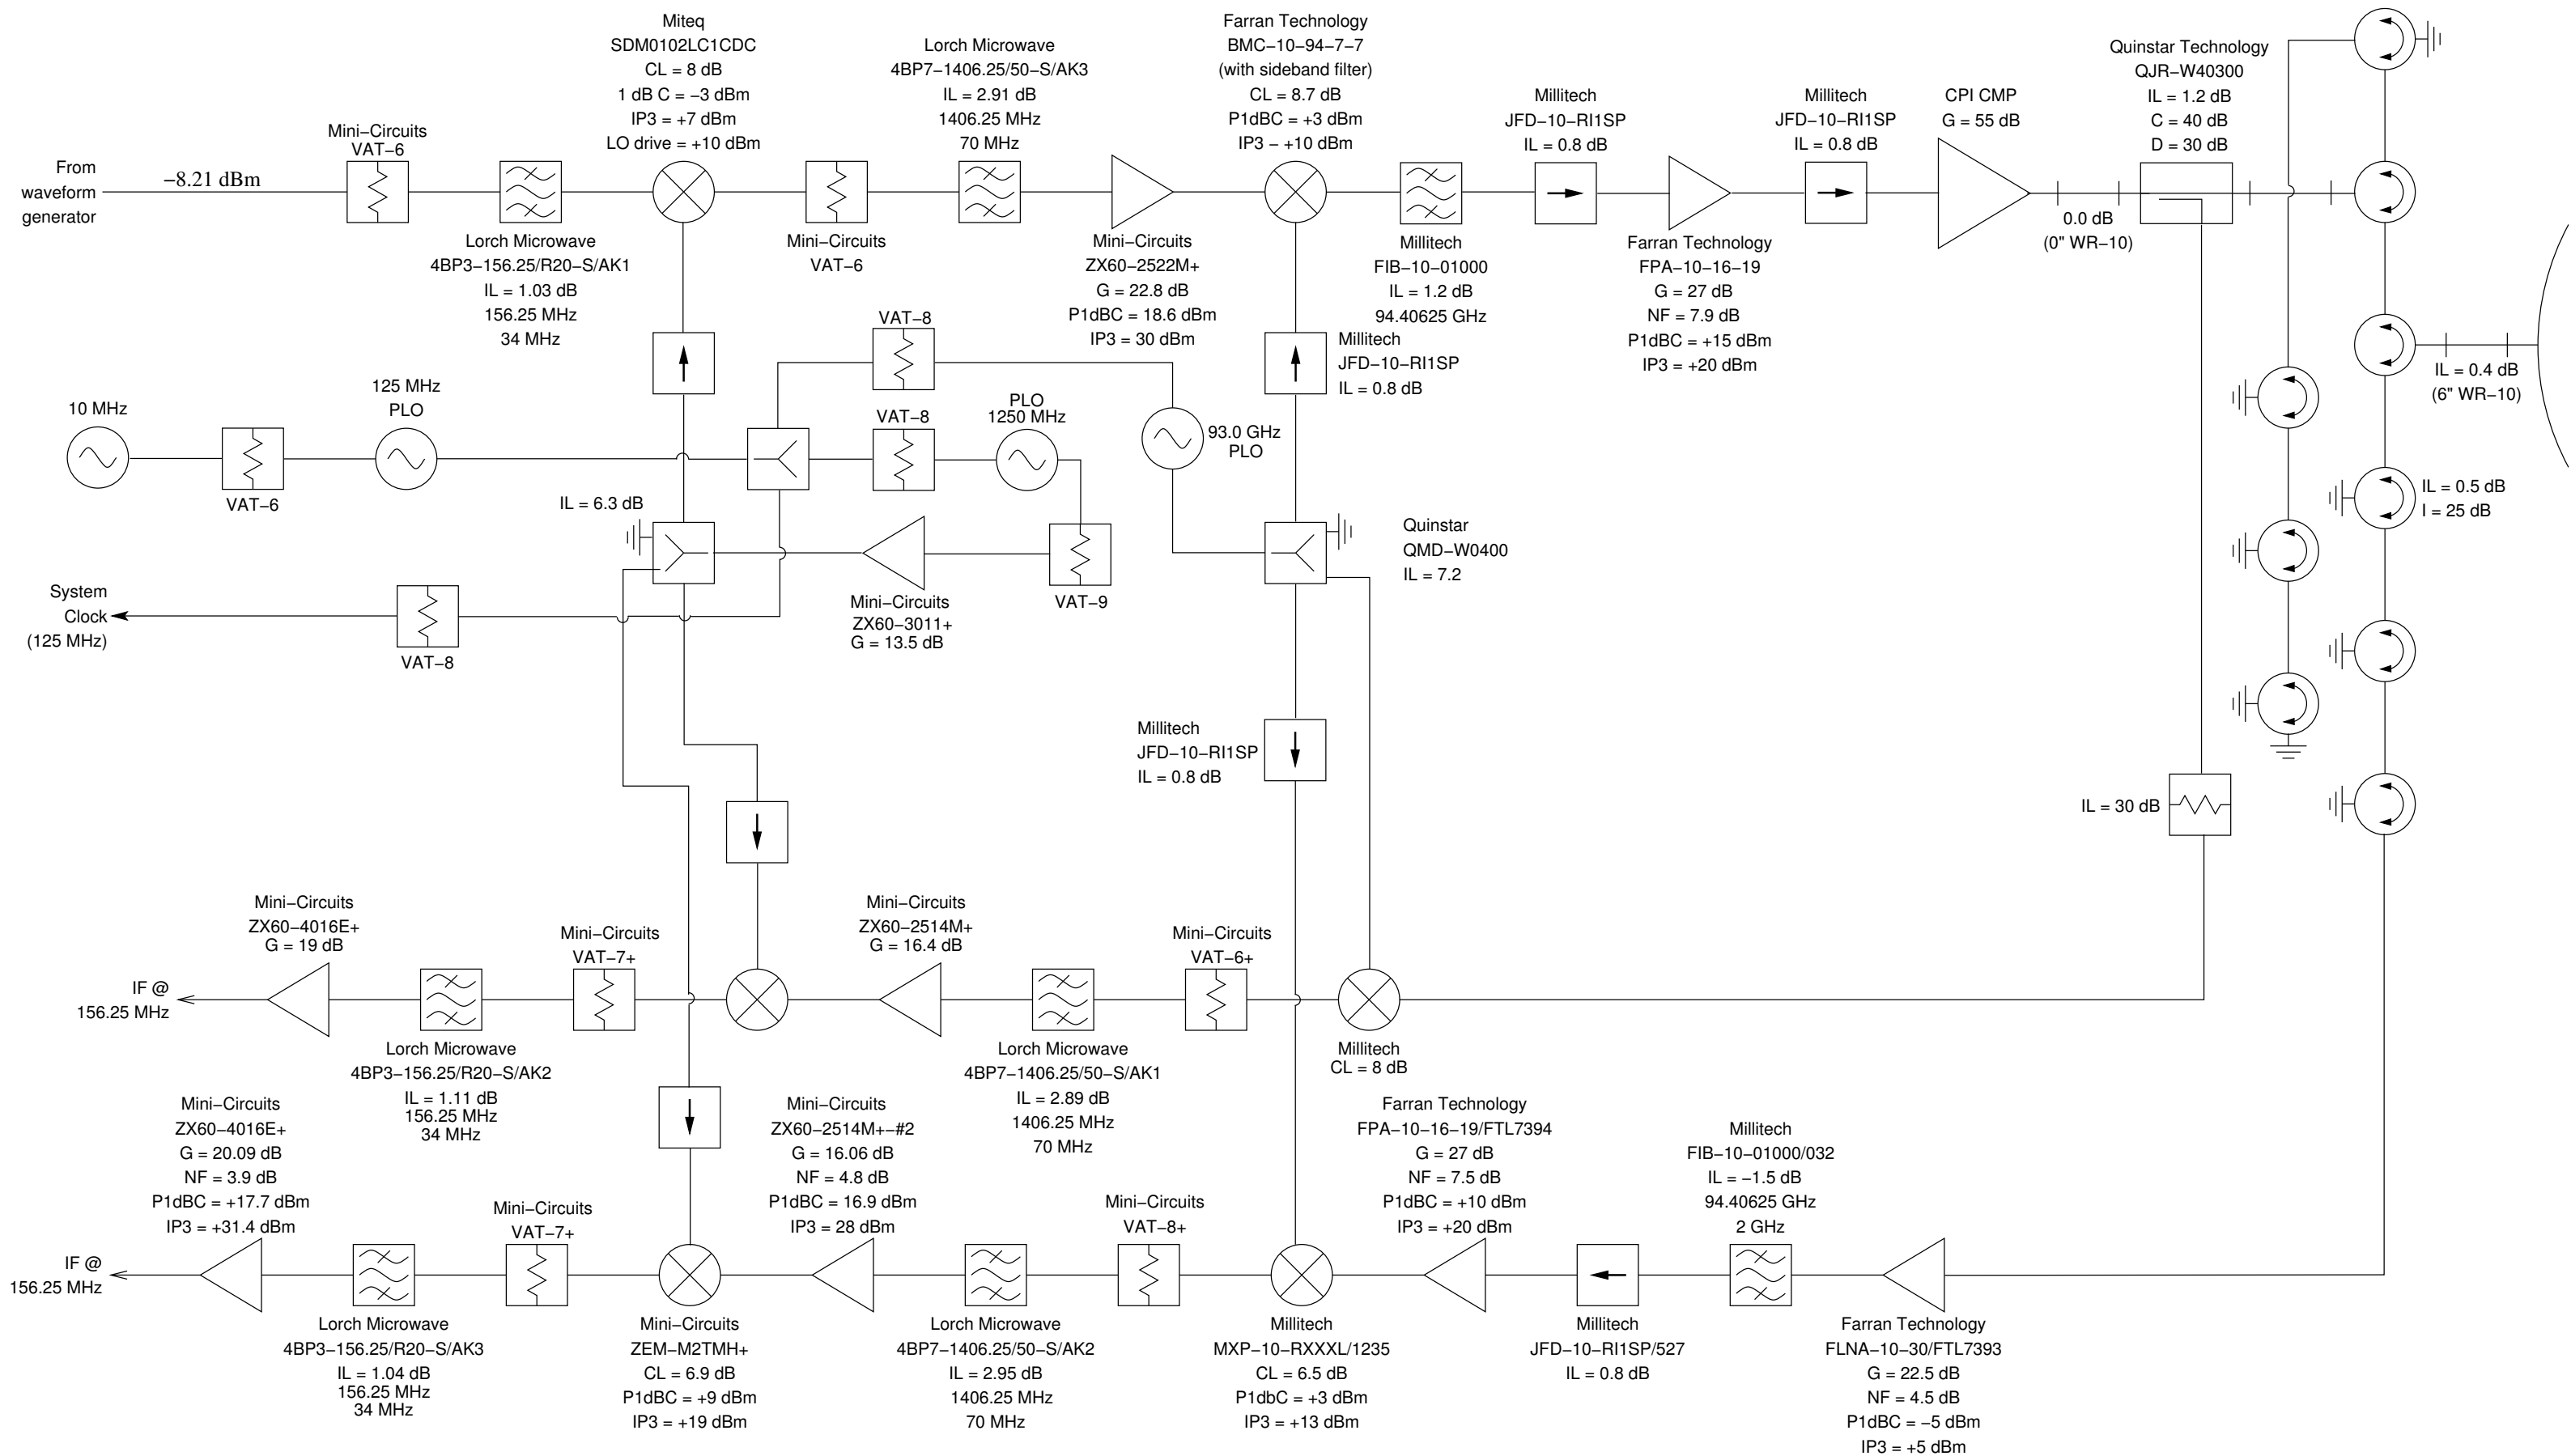 Miteq
SDM0102LC1CDC
CL = 8 dB
1 dB C = −3 dBm
IP3 = +7 dBm
LO drive = +10 dBm
Lorch Microwave
4BP7−1406.25/50−S/AK3
IL = 2.91 dB
1406.25 MHz
70 MHz
Farran Technology
BMC−10−94−7−7
(with sideband filter)
CL = 8.7 dB
P1dBC = +3 dBm
IP3 − +10 dBm
Millitech
JFD−10−RI1SP
IL = 0.8 dB
Millitech
JFD−10−RI1SP
IL = 0.8 dB
CPI CMP
G = 55 dB
Quinstar Technology
QJR−W40300
IL = 1.2 dB
C = 40 dB
D = 30 dB
Mini−Circuits
VAT−6
From
waveform
generator
−8.21 dBm
Lorch Microwave
4BP3−156.25/R20−S/AK1
IL = 1.03 dB
156.25 MHz
34 MHz
Mini−Circuits
VAT−6
Mini−Circuits
ZX60−2522M+
G = 22.8 dB
P1dBC = 18.6 dBm
IP3 = 30 dBm
Millitech
FIB−10−01000
IL = 1.2 dB
94.40625 GHz
Farran Technology
FPA−10−16−19
G = 27 dB
NF = 7.9 dB
P1dBC = +15 dBm
IP3 = +20 dBm
0.0 dB
(0" WR−10)
Millitech
JFD−10−RI1SP
IL = 0.8 dB
IL = 0.4 dB
(6" WR−10)
10 MHz
VAT−6
125 MHz
PLO
VAT−8
VAT−8
PLO
1250 MHz
93.0 GHz
PLO
IL = 6.3 dB
IL = 0.5 dB
I = 25 dB
Quinstar
QMD−W0400
IL = 7.2
System
Clock
(125 MHz)
VAT−8
Mini−Circuits
ZX60−3011+
G = 13.5 dB
VAT−9
Millitech
JFD−10−RI1SP
IL = 0.8 dB
IL = 30 dB
Mini−Circuits
ZX60−4016E+
G = 19 dB
Mini−Circuits
VAT−7+
Mini−Circuits
ZX60−2514M+
G = 16.4 dB
Mini−Circuits
VAT−6+
IF @
156.25 MHz
Lorch Microwave
4BP3−156.25/R20−S/AK2
IL = 1.11 dB
156.25 MHz
34 MHz
Lorch Microwave
4BP7−1406.25/50−S/AK1
IL = 2.89 dB
1406.25 MHz
70 MHz
Millitech
CL = 8 dB
Mini−Circuits
ZX60−4016E+
G = 20.09 dB
NF = 3.9 dB
P1dBC = +17.7 dBm
IP3 = +31.4 dBm
Mini−Circuits
VAT−7+
Mini−Circuits
ZX60−2514M+−#2
G = 16.06 dB
NF = 4.8 dB
P1dBC = 16.9 dBm
IP3 = 28 dBm
Mini−Circuits
VAT−8+
Farran Technology
FPA−10−16−19/FTL7394
G = 27 dB
NF = 7.5 dB
P1dBC = +10 dBm
IP3 = +20 dBm
Millitech
FIB−10−01000/032
IL = −1.5 dB
94.40625 GHz
2 GHz
IF @
156.25 MHz
Lorch Microwave
4BP3−156.25/R20−S/AK3
IL = 1.04 dB
156.25 MHz
34 MHz
Mini−Circuits
ZEM−M2TMH+
CL = 6.9 dB
P1dBC = +9 dBm
IP3 = +19 dBm
Lorch Microwave
4BP7−1406.25/50−S/AK2
IL = 2.95 dB
1406.25 MHz
70 MHz
Millitech
MXP−10−RXXXL/1235
CL = 6.5 dB
P1dbC = +3 dBm
IP3 = +13 dBm
Millitech
JFD−10−RI1SP/527
IL = 0.8 dB
Farran Technology
FLNA−10−30/FTL7393
G = 22.5 dB
NF = 4.5 dB
P1dBC = −5 dBm
IP3 = +5 dBm